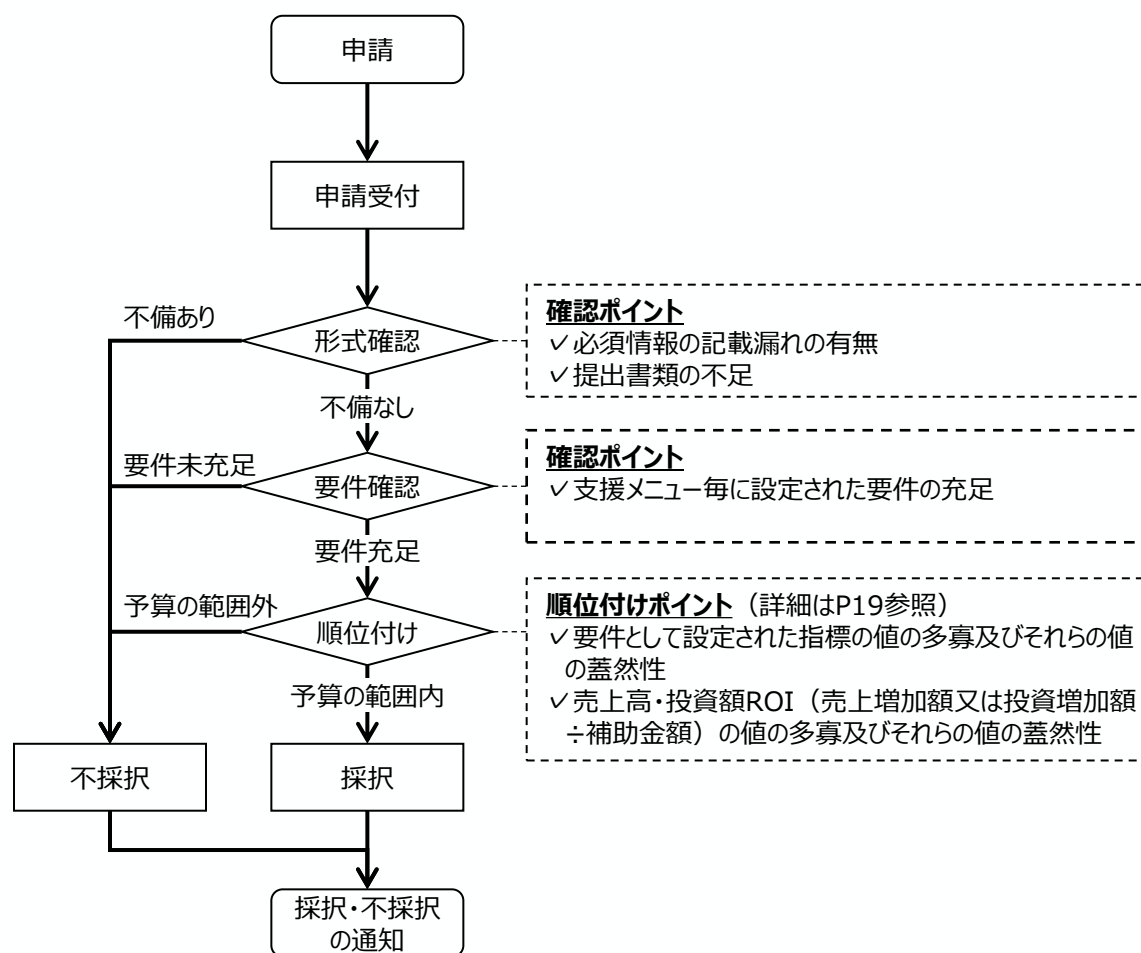 申請
申請受付
不備あり
形式確認
確認ポイント
✓必須情報の記載漏れの有無
✓提出書類の不足
不備なし
要件未充足
要件確認
確認ポイント
✓支援メニュー毎に設定された要件の充足
要件充足
予算の範囲外
順位付け
順位付けポイント（詳細はP19参照）
✓要件として設定された指標の値の多寡及びそれらの値
の蓋然性
✓売上高・投資額ROI（売上増加額又は投資増加額
÷補助金額）の値の多寡及びそれらの値の蓋然性
予算の範囲内
不採択
採択
採択・不採択
の通知